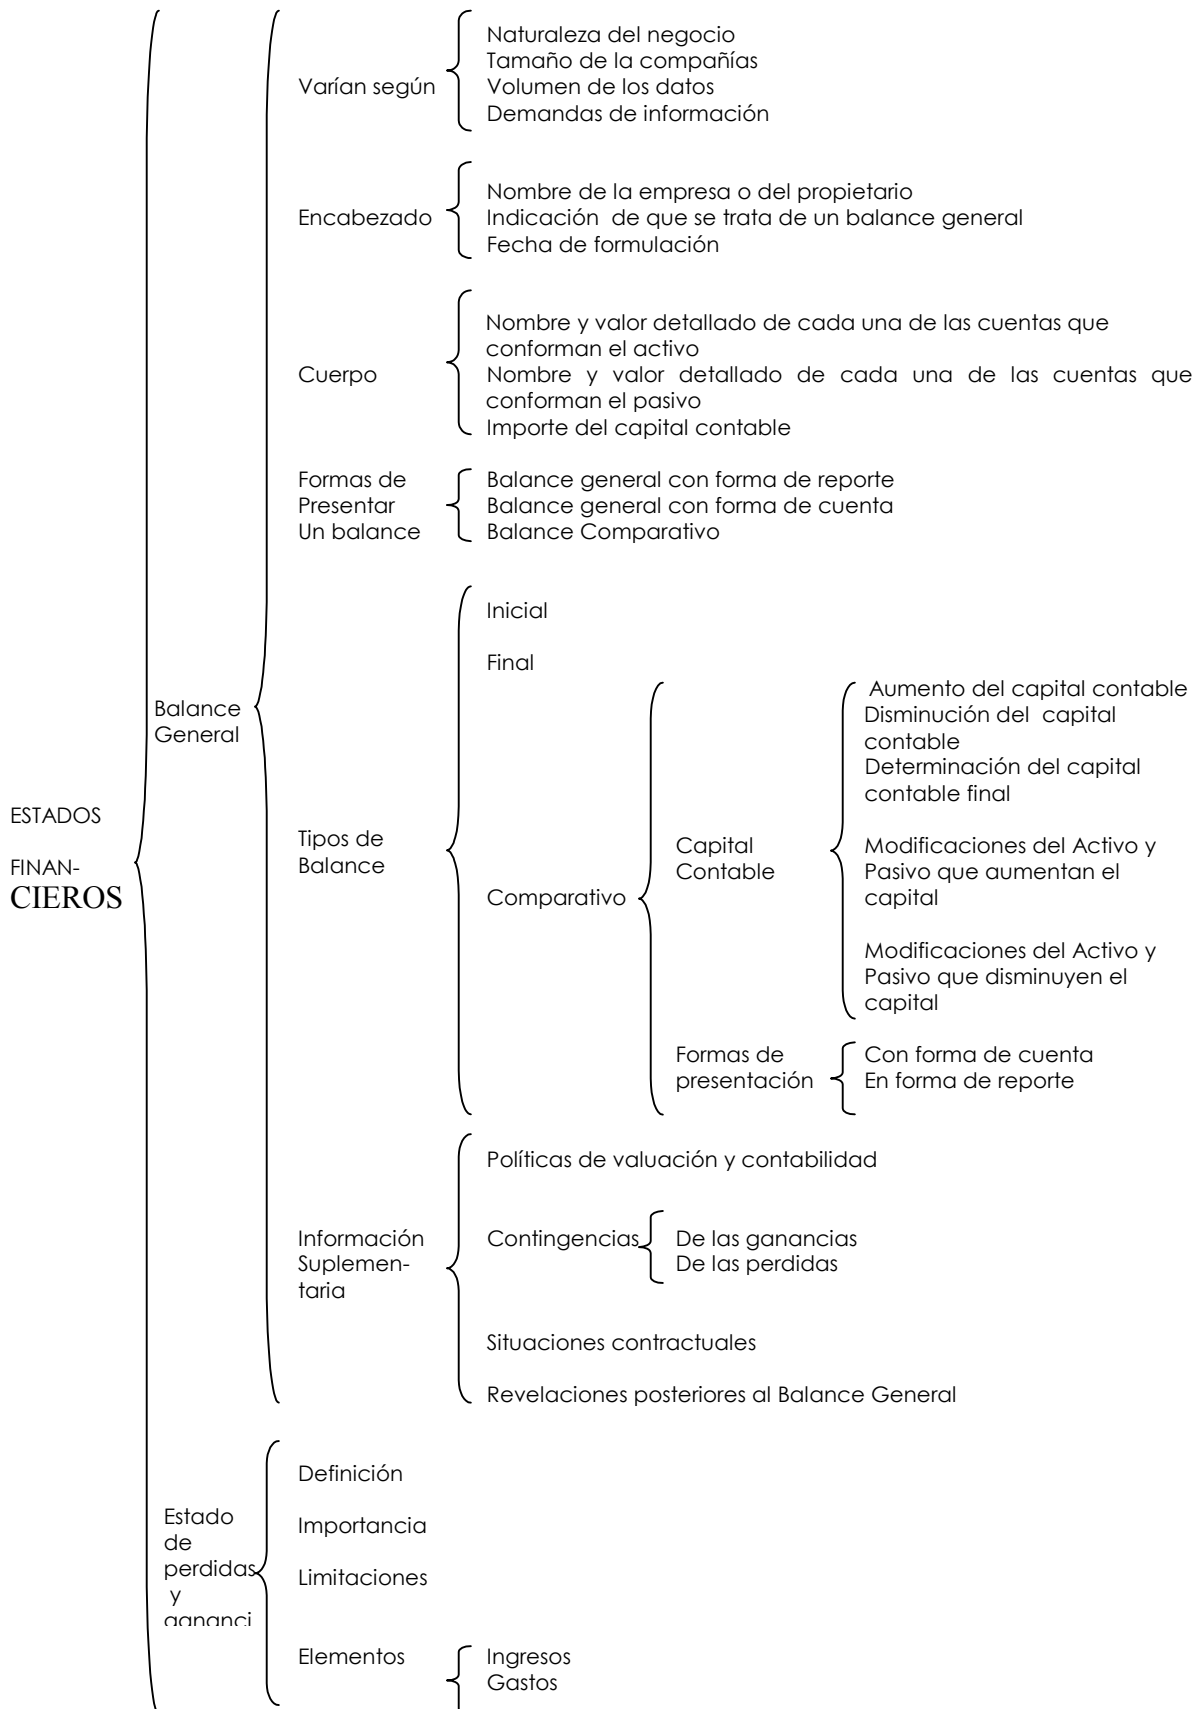 Naturaleza del negocio
Tamaño de la compañías
Varían según
Volumen de los datos
Demandas de información
Nombre de la empresa o del propietario
Encabezado
Indicación de que se trata de un balance general
Fecha de formulación
Nombre y valor detallado de cada una de las cuentas que
conforman el activo
Cuerpo
Nombre y valor detallado de cada una de las cuentas que
conforman el pasivo
Importe del capital contable
Formas de
Presentar
Un balance
Balance general con forma de reporte
Balance general con forma de cuenta
Balance Comparativo
Inicial
Final
Balance
General
Aumento del capital contable
Disminución del capital
contable
Determinación del capital
contable final
ESTADOS
FINAN-
CIEROS
Tipos de
Balance
Comparativo
Capital
Contable
Modificaciones del Activo y
Pasivo que aumentan el
capital
Modificaciones del Activo y
Pasivo que disminuyen el
capital
Formas de
presentación
Con forma de cuenta
En forma de reporte
Políticas de valuación y contabilidad
Información
Suplemen-
taria
Contingencias
De las ganancias
De las perdidas
Situaciones contractuales
Revelaciones posteriores al Balance General
Estado
de
perdidas
y
gananci
Definición
Importancia
Limitaciones
Elementos
Ingresos
Gastos